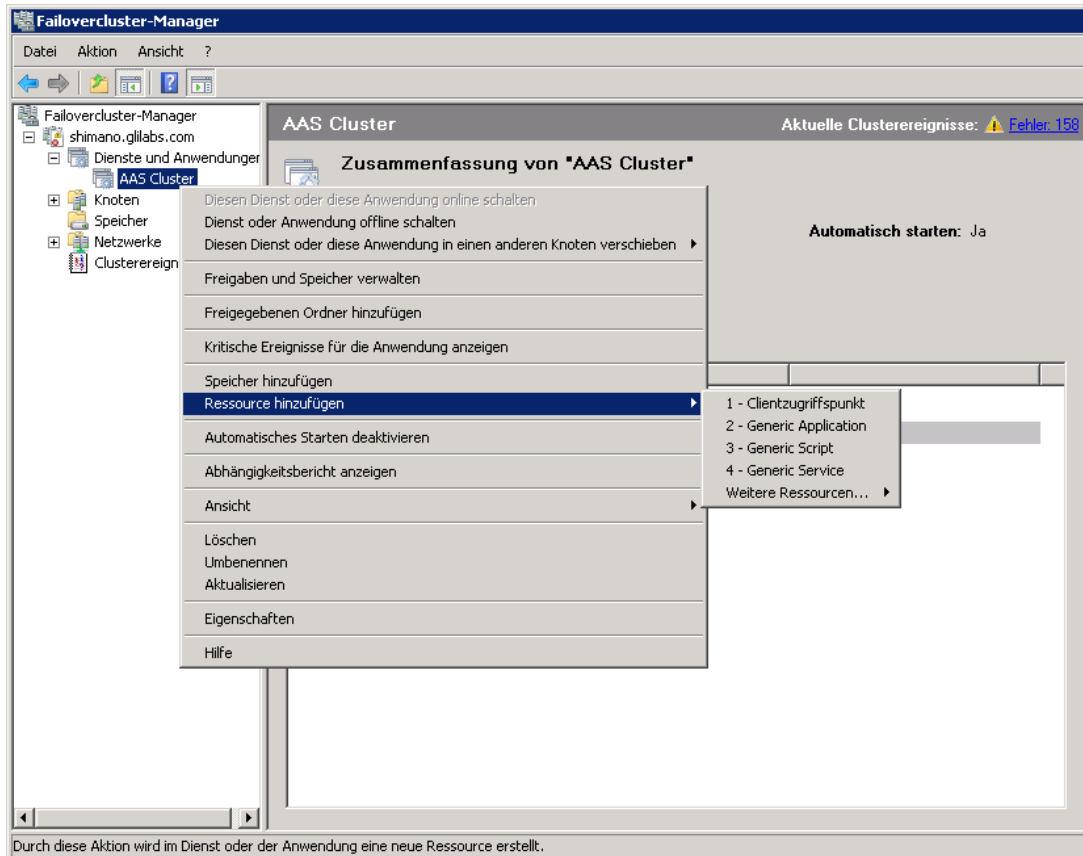 Failovercluster-Manager
Datei Aktion Ansicht ?
Failovercluster-Manager
shimano.glilabs.com
Dienste und Anwendunger
AAS Cluster
Knoten
Speicher
Netzwerke
Clusterereign
AAS Cluster
Aktuelle Clusterereignisse: Fehler: 158
Zusammenfassung von "AAS Cluster"
Automatisch starten: Ja
Diesen Dienst oder diese Anwendung online schalten
Dienst oder Anwendung offline schalten
Diesen Dienst oder diese Anwendung in einen anderen Knoten verschieben
Freigaben und Speicher verwalten
Freigegebenen Ordner hinzufügen
Kritische Ereignisse für die Anwendung anzeigen
Speicher hinzufügen
Ressource hinzufügen
Automatisches Starten deaktivieren
Abhängigkeitsbericht anzeigen
Ansicht
Löschen
Umbenennen
Aktualisieren
Eigenschaften
Hilfe
1 - Clientzugriffspunkt
2 - Generic Application
3 - Generic Script
4 - Generic Service
Weitere Ressourcen...
Durch diese Aktion wird im Dienst oder der Anwendung eine neue Ressource erstellt.